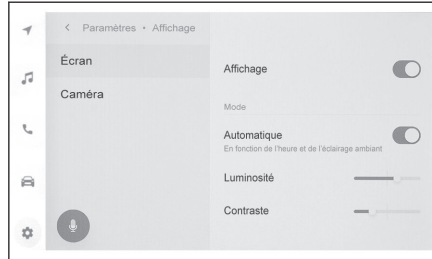 Paramètres • Affichage
Écran
Caméra
Affichage
Mode
Automatique
En fonction de l'heure et de l'éclairage ambiant
Luminosité
Contraste